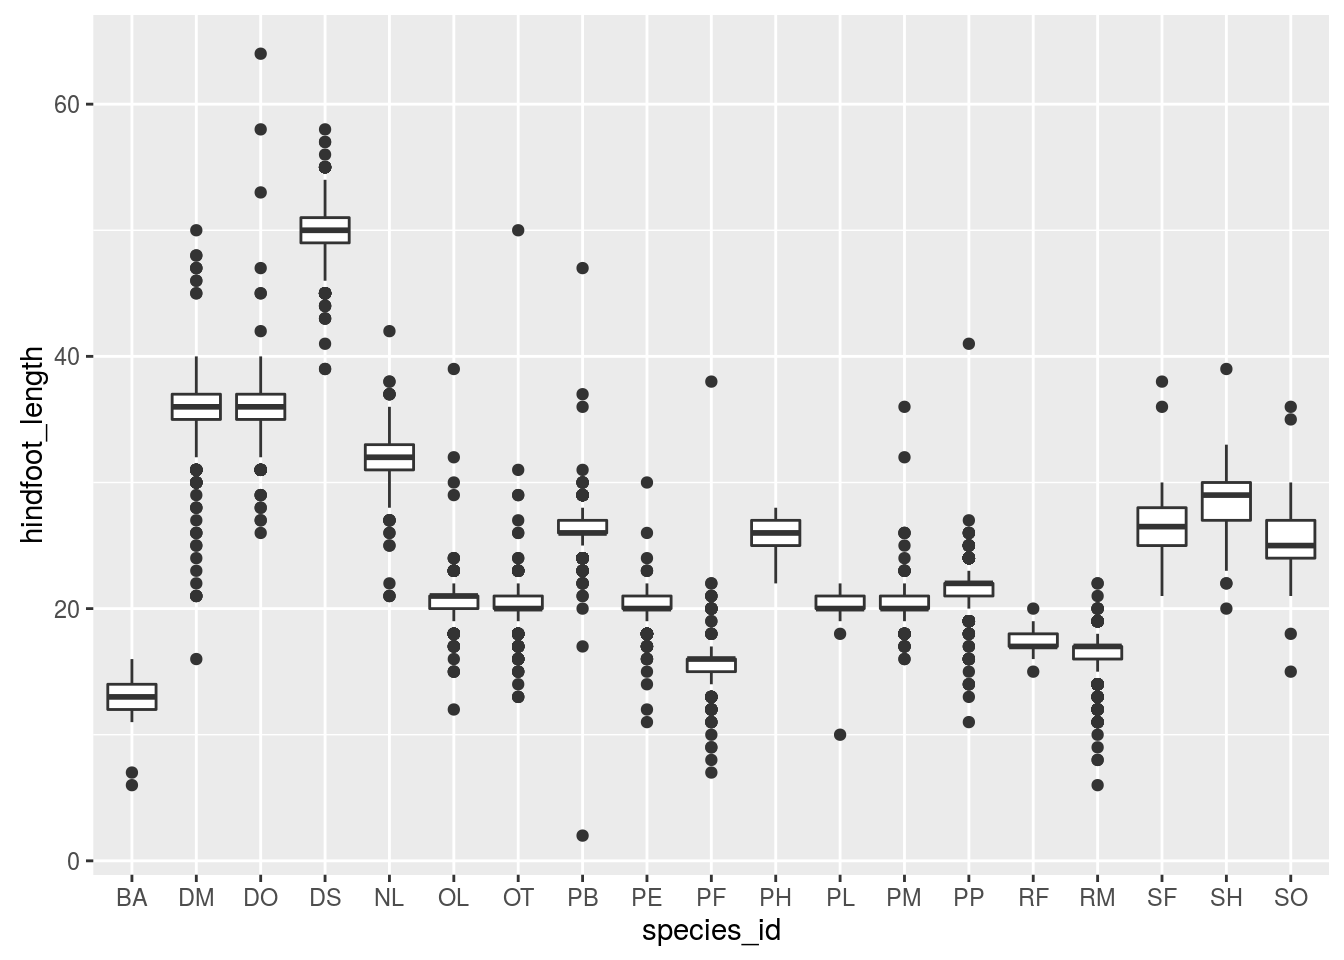 hindfoot_length
60
40
20
0
BA DM DO DS NL OL OT PB PE PF PH PL PM PP RF RM SF SH SO
species_id